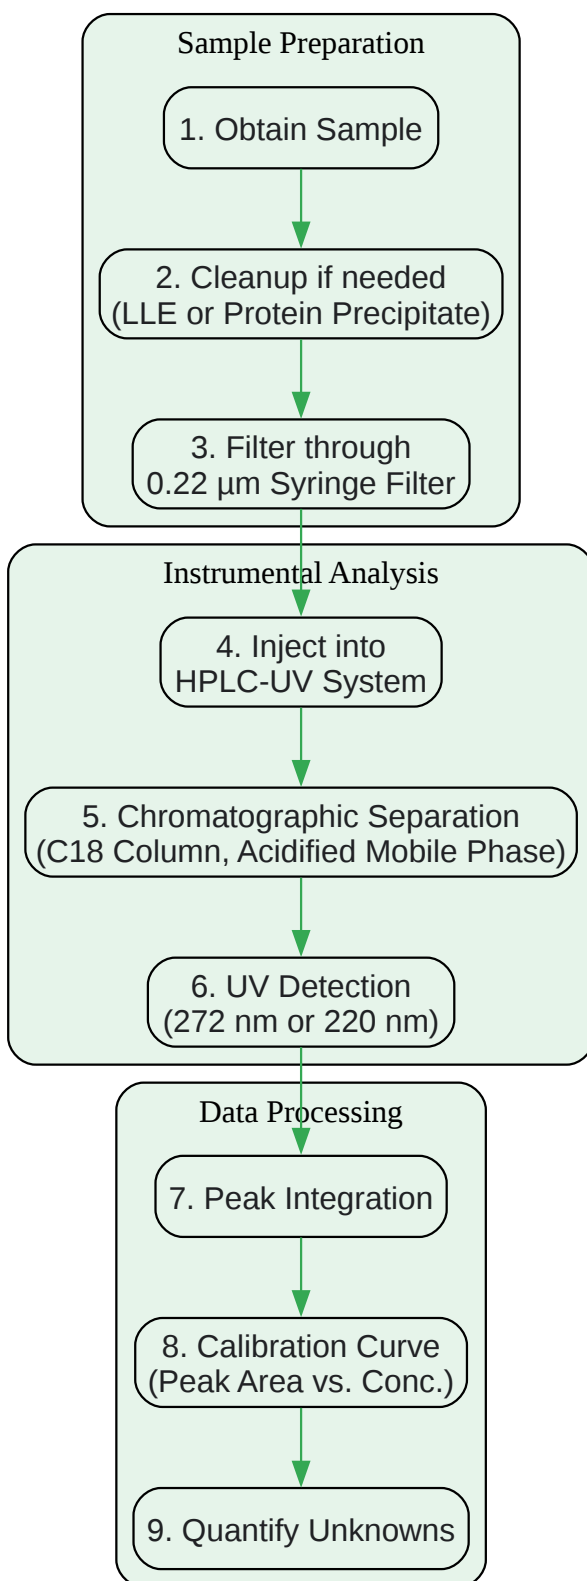 Sample Preparation
1. Obtain Sample
2. Cleanup if needed
(LLE or Protein Precipitate)
3. Filter through
0.22 µm Syringe Filter
Instrumental Analysis
4. Inject into
HPLC-UV System
5. Chromatographic Separation
(C18 Column, Acidified Mobile Phase)
6. UV Detection
(272 nm or 220 nm)
Data Processing
7. Peak Integration
8. Calibration Curve
(Peak Area vs. Conc.)
9. Quantify Unknowns